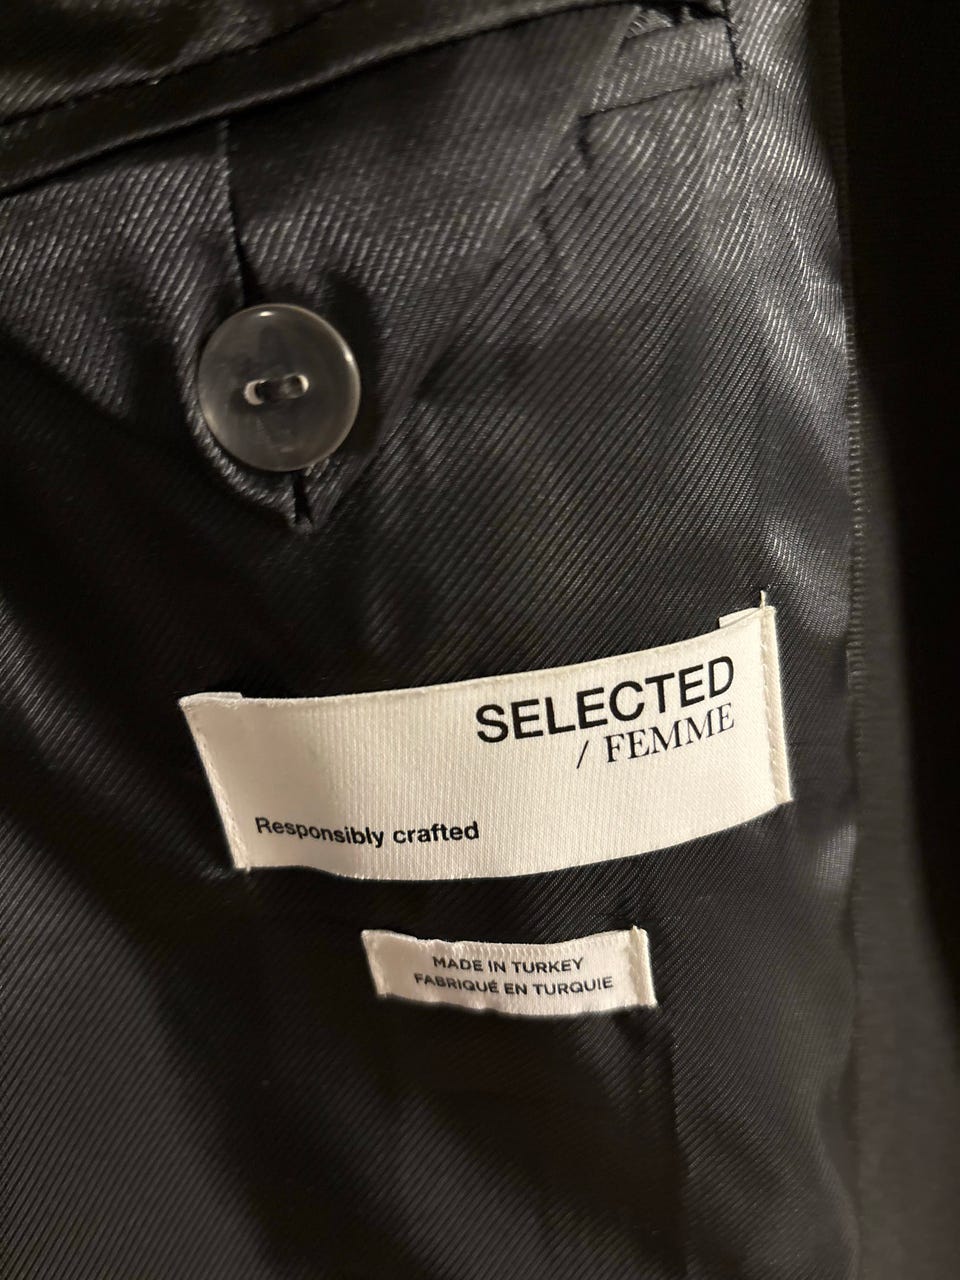 SELECTED
/ FEMME
Responsibly crafted
MADE IN TURKEY
FABRIQUÉ EN TURQUIE